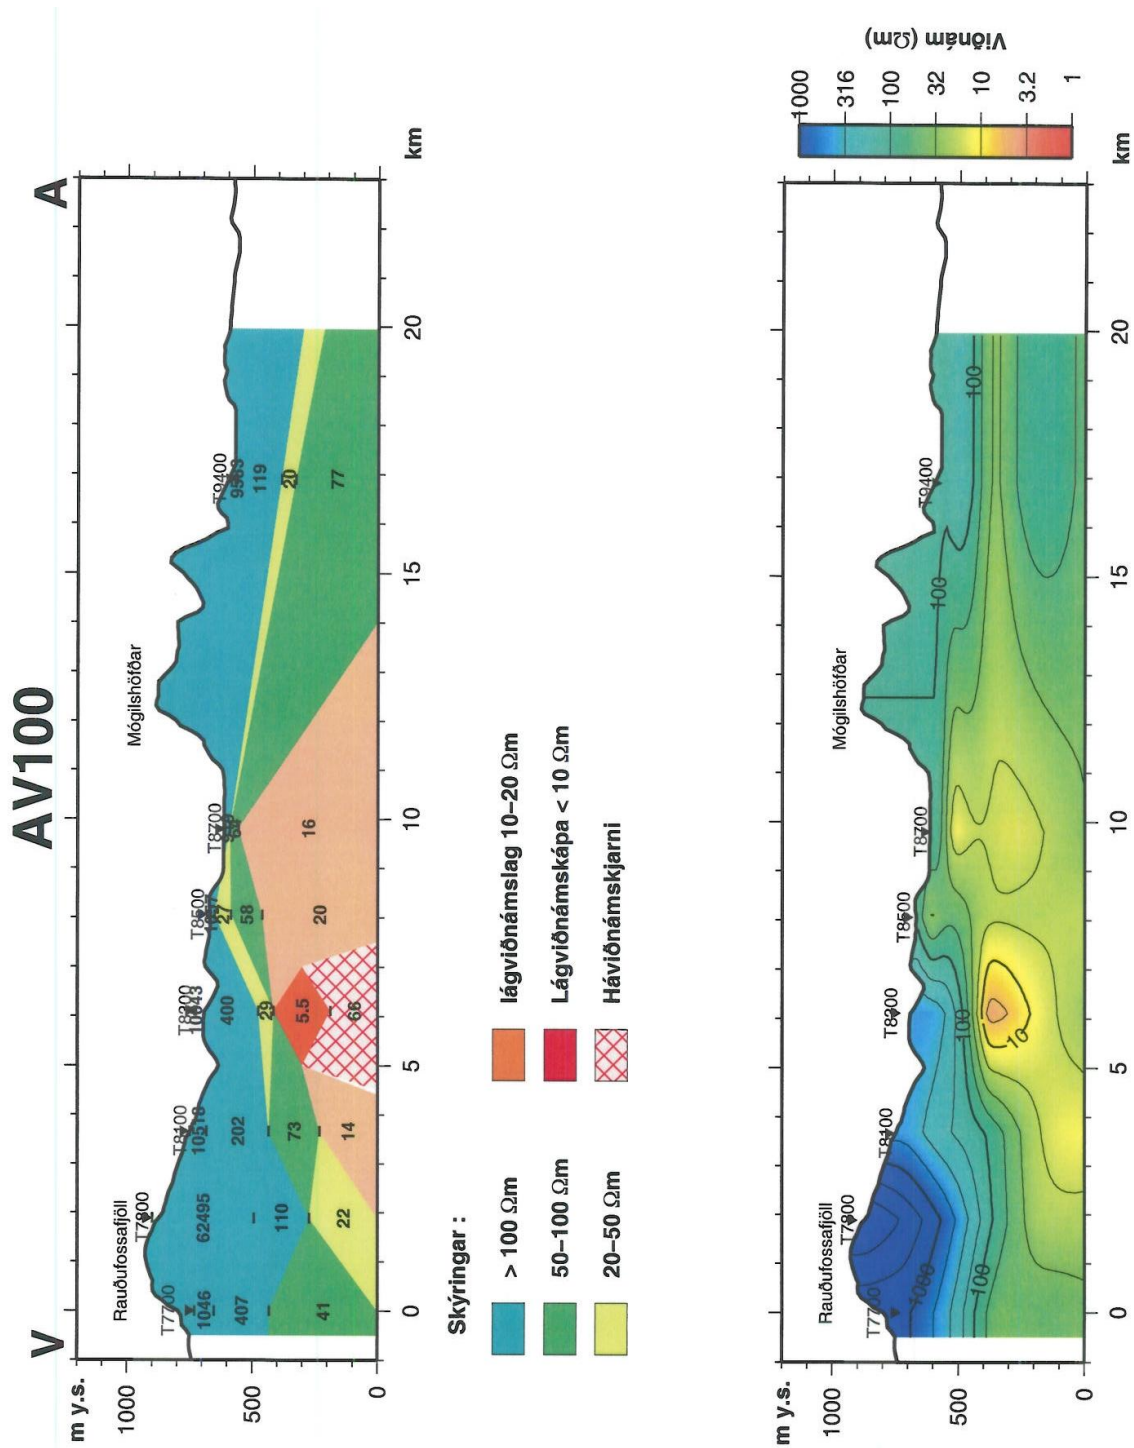 AV100
V
A
m y.s.
1000
500
0
Rauðufossafjöll
Mógilshöfðar
T7700
T7800
T8100
T8300
T8500
T8700
T9400
1046
407
41
62495
110
22
202
73
14
400
29
5.5
66
27
58
20
16
119
20
77
0
5
10
15
20
km
Skýringar :
> 100 Ωm
50–100 Ωm
20–50 Ωm
lágviðnámslag 10–20 Ωm
Lágviðnámskápa < 10 Ωm
Háviðnámskjarni
m y.s.
1000
500
0
Rauðufossafjöll
Mógilshöfðar
T7700
T7800
T8100
T8300
T8500
T8700
T9400
1000
100
100
10
100
100
0
5
10
15
20
km
1000
316
100
32
10
3.2
1
Viðnám (Ωm)